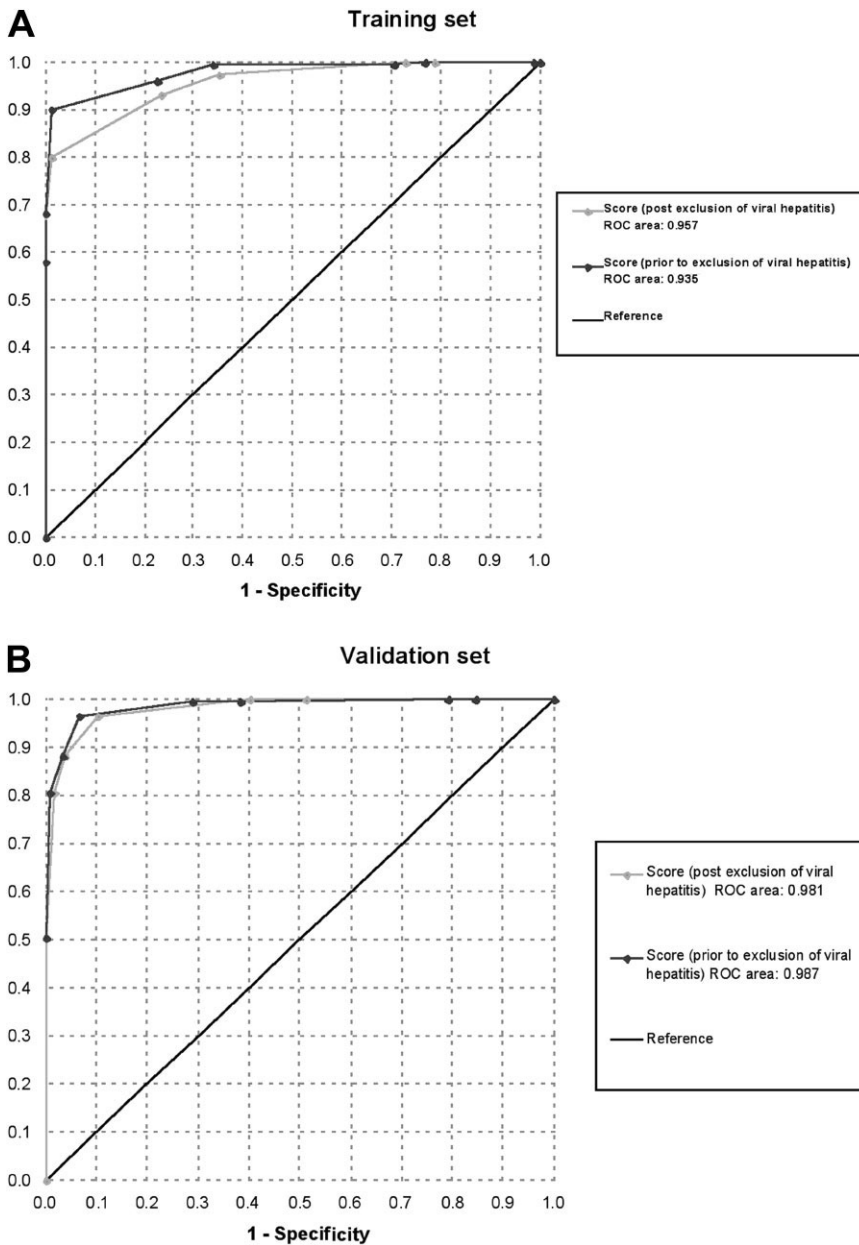 A
Training set
1.0
0.9
0.8
0.7
0.6
0.5
0.4
0.3
0.2
0.1
0.0
0.0 0.1 0.2 0.3 0.4 0.5 0.6 0.7 0.8 0.9 1.0
1 - Specificity
Score (post exclusion of viral hepatitis)
ROC area: 0.957
Score (prior to exclusion of viral hepatitis)
ROC area: 0.935
Reference
B
Validation set
1.0
0.9
0.8
0.7
0.6
0.5
0.4
0.3
0.2
0.1
0.0
0.0 0.1 0.2 0.3 0.4 0.5 0.6 0.7 0.8 0.9 1.0
1 - Specificity
Score (post exclusion of viral
hepatitis) ROC area: 0.981
Score (prior to exclusion of viral
hepatitis) ROC area: 0.987
Reference